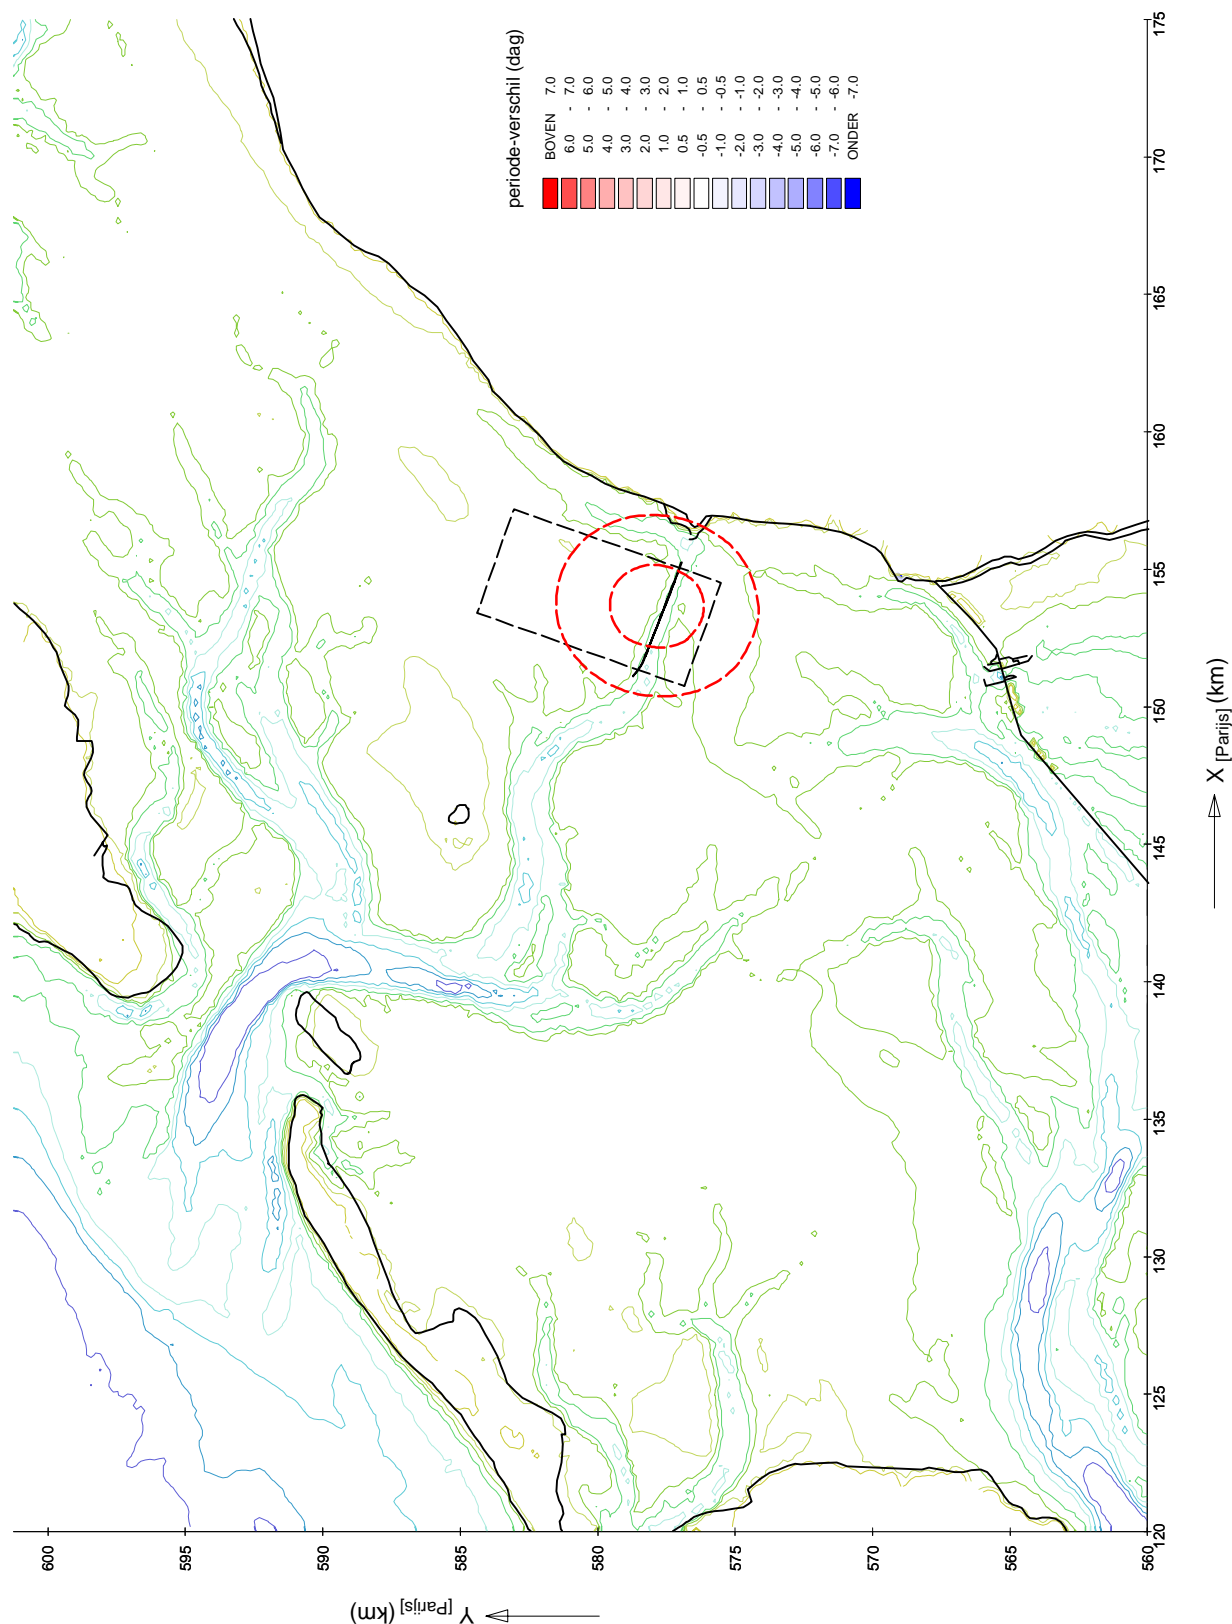 periode-verschil (dag)
BOVEN 7.0
6.0 - 7.0
5.0 - 6.0
4.0 - 5.0
3.0 - 4.0
2.0 - 3.0
1.0 - 2.0
0.5 - 1.0
-0.5 - 0.5
-1.0 - -0.5
-2.0 - -1.0
-3.0 - -2.0
-4.0 - -3.0
-5.0 - -4.0
-6.0 - -5.0
-7.0 - -6.0
ONDER -7.0
600
595
590
585
580
575
570
565
560
Y [Parijs] (km)
120
125
130
135
140
145
150
155
160
165
170
175
X [Parijs] (km)